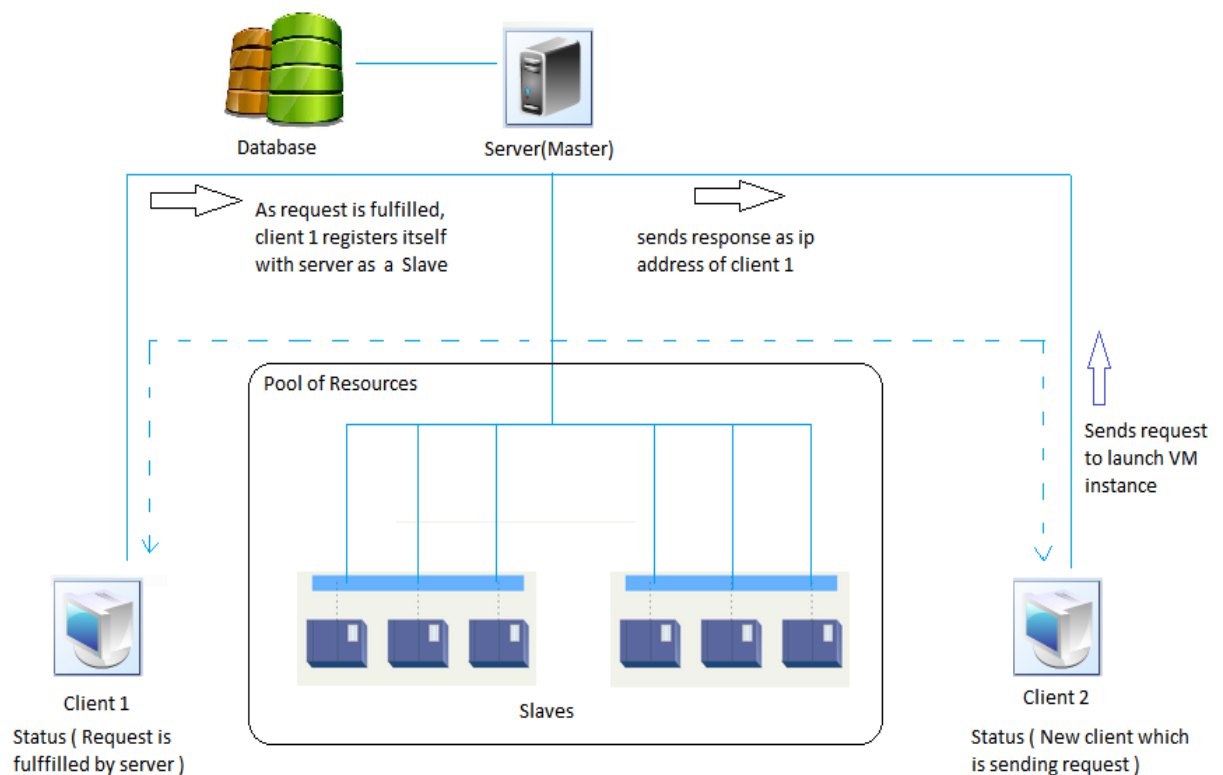 Database
Server(Master)
As request is fulfilled,
client 1 registers itself
with server as a Slave
sends response as ip
address of client 1
Pool of Resources
Sends request
to launch VM
instance
Slaves
Client 1
Status ( Request is
fulffilled by server )
Client 2
Status ( New client which
is sending request )